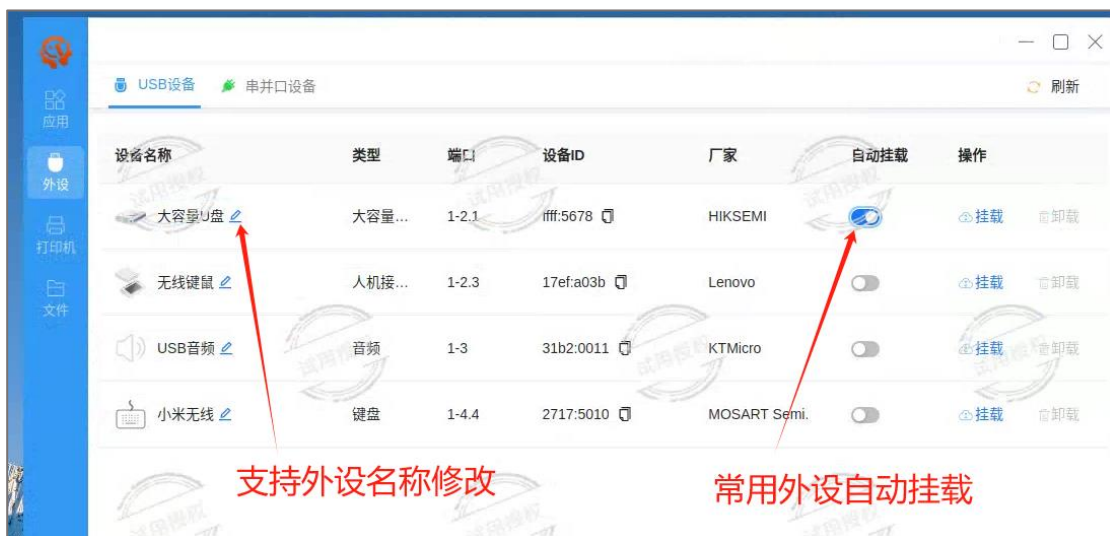 USB设备 串并口设备 刷新
应用
外设
打印机
文件
设备名称 类型 端口 设备ID 厂家 自动挂载 操作
大容量U盘 大容量... 1-2.1 ffff:5678 HIKSEMI 挂载 卸载
无线键鼠 人机接... 1-2.3 17ef:a03b Lenovo 挂载 卸载
USB音频 音频 1-3 31b2:0011 KTMicro 挂载 卸载
小米无线 键盘 1-4.4 2717:5010 MOSART Semi. 挂载 卸载
支持外设名称修改 常用外设自动挂载
试用授权